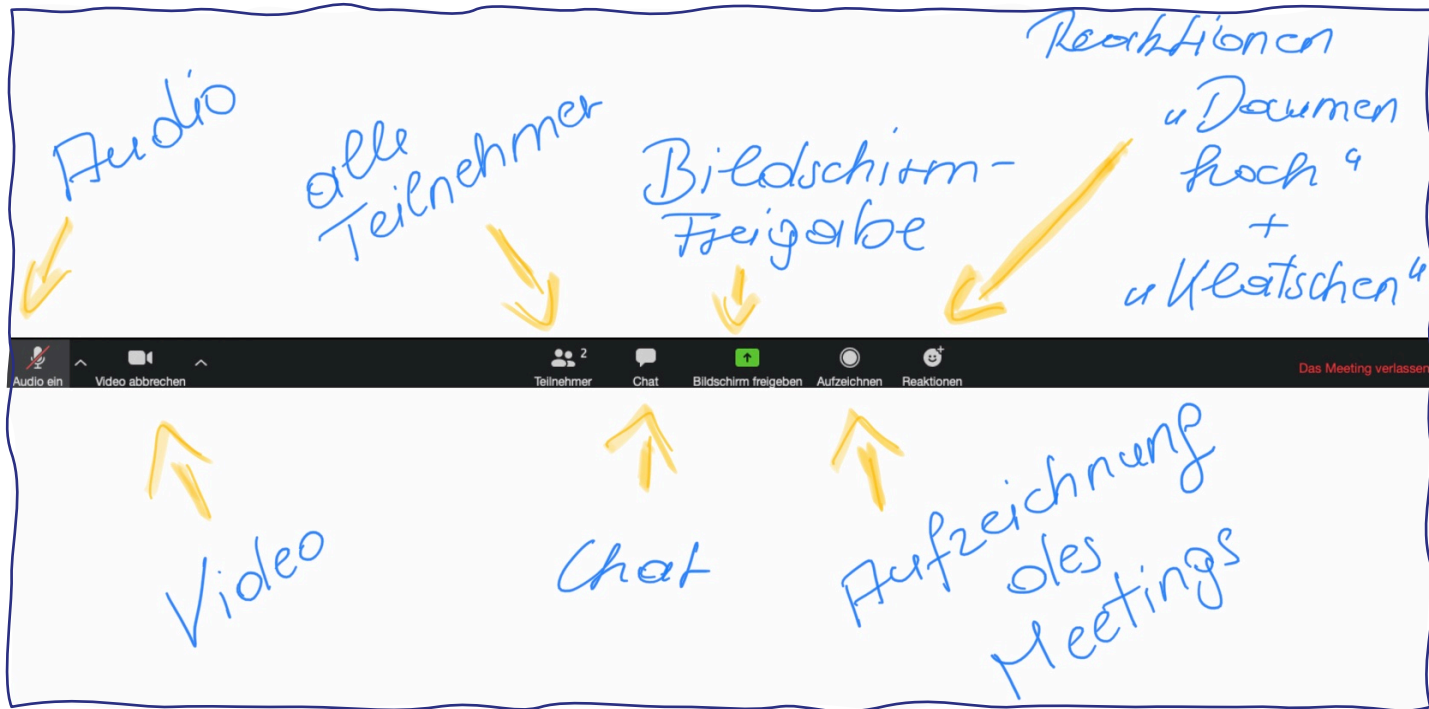 Reaktionen
Audio
alle
Teilnehmer
Bildschirm-
Freigabe
„Daumen
hoch“
+
„Klatschen“
Audio ein
Video abbrechen
2
Teilnehmer
Chat
Bildschirm freigeben
Aufzeichnen
Reaktionen
Das Meeting verlassen
Video
Chat
Aufzeichnung
des
Meetings